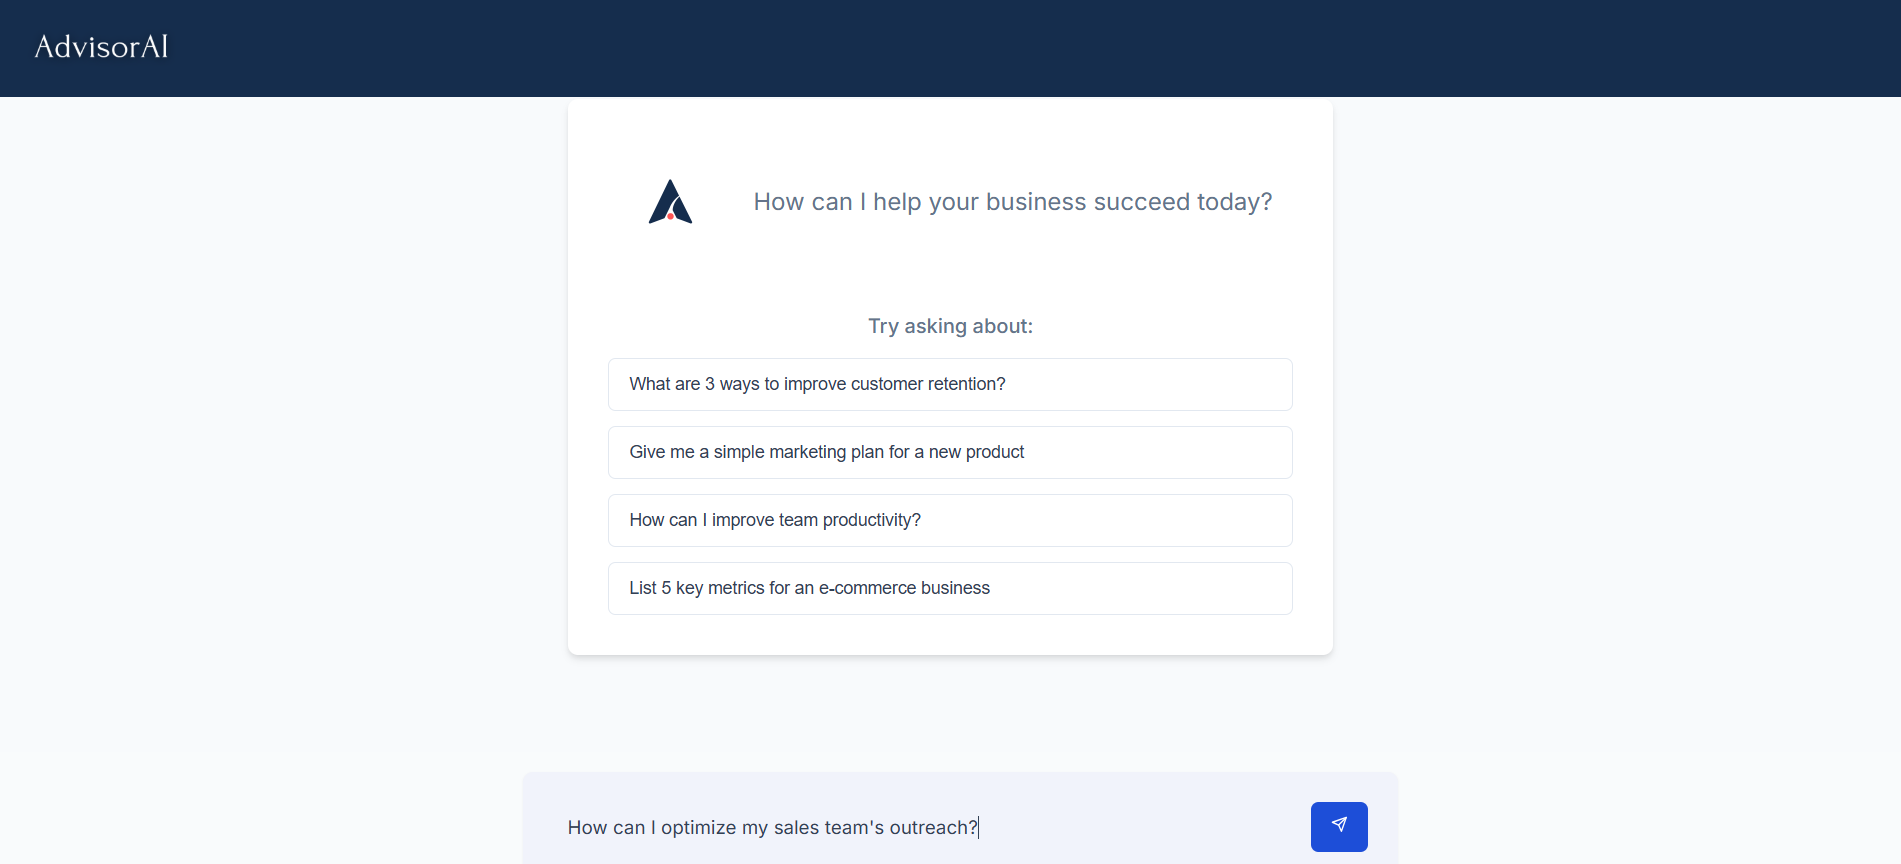 AdvisorAI
How can I help your business succeed today?
Try asking about:
What are 3 ways to improve customer retention?
Give me a simple marketing plan for a new product
How can I improve team productivity?
List 5 key metrics for an e-commerce business
How can I optimize my sales team's outreach?